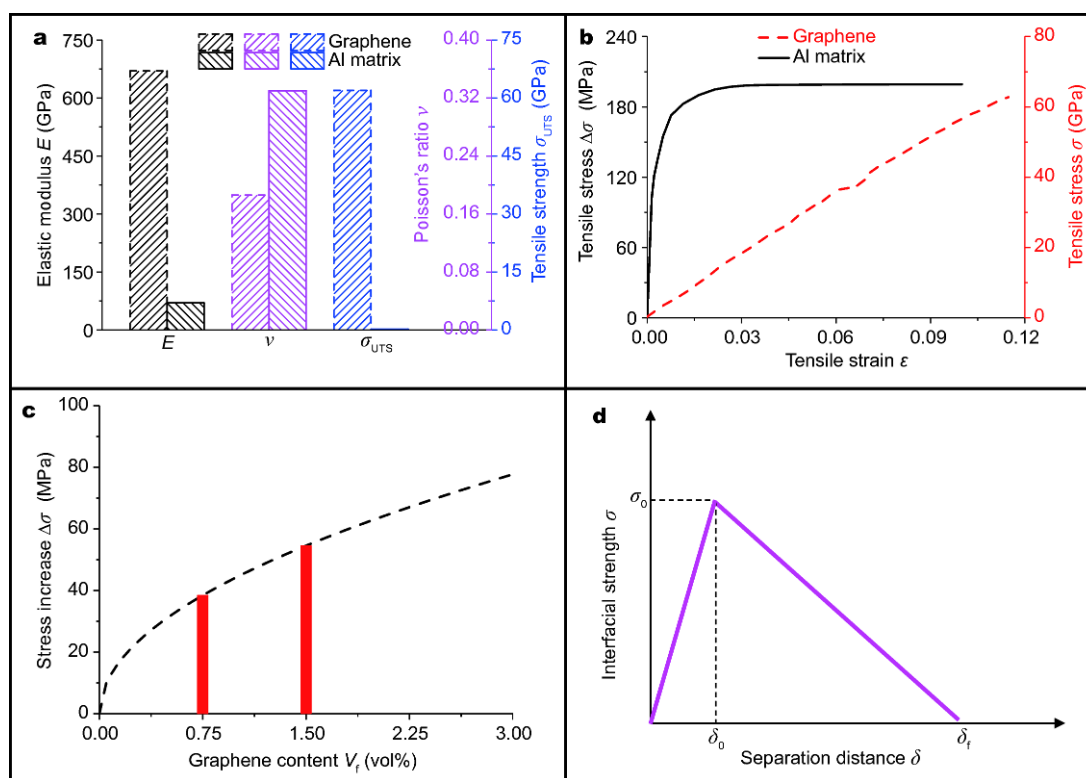 a
Graphene
Al matrix
Elastic modulus E (GPa)
750
600
450
300
150
0
Poisson's ratio ν
0.40
0.32
0.24
0.16
0.08
0.00
Tensile strength σUTS (GPa)
75
60
45
30
15
0
E
ν
σUTS
b
Graphene
Al matrix
Tensile stress Δσ (MPa)
240
180
120
60
0
Tensile stress σ (GPa)
80
60
40
20
0
0.00 0.03 0.06 0.09 0.12
Tensile strain ε
c
Stress increase Δσ (MPa)
100
80
60
40
20
0
0.00 0.75 1.50 2.25 3.00
Graphene content Vf (vol%)
d
Interfacial strength σ
σ0
δ0 δf
Separation distance δ